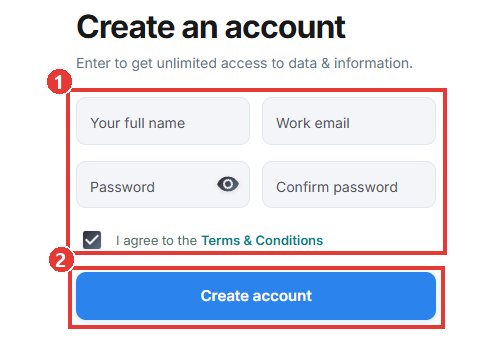 Create an account
Enter to get unlimited access to data & information.
1
Your full name Work email
Password Confirm password
I agree to the Terms & Conditions
2
Create account